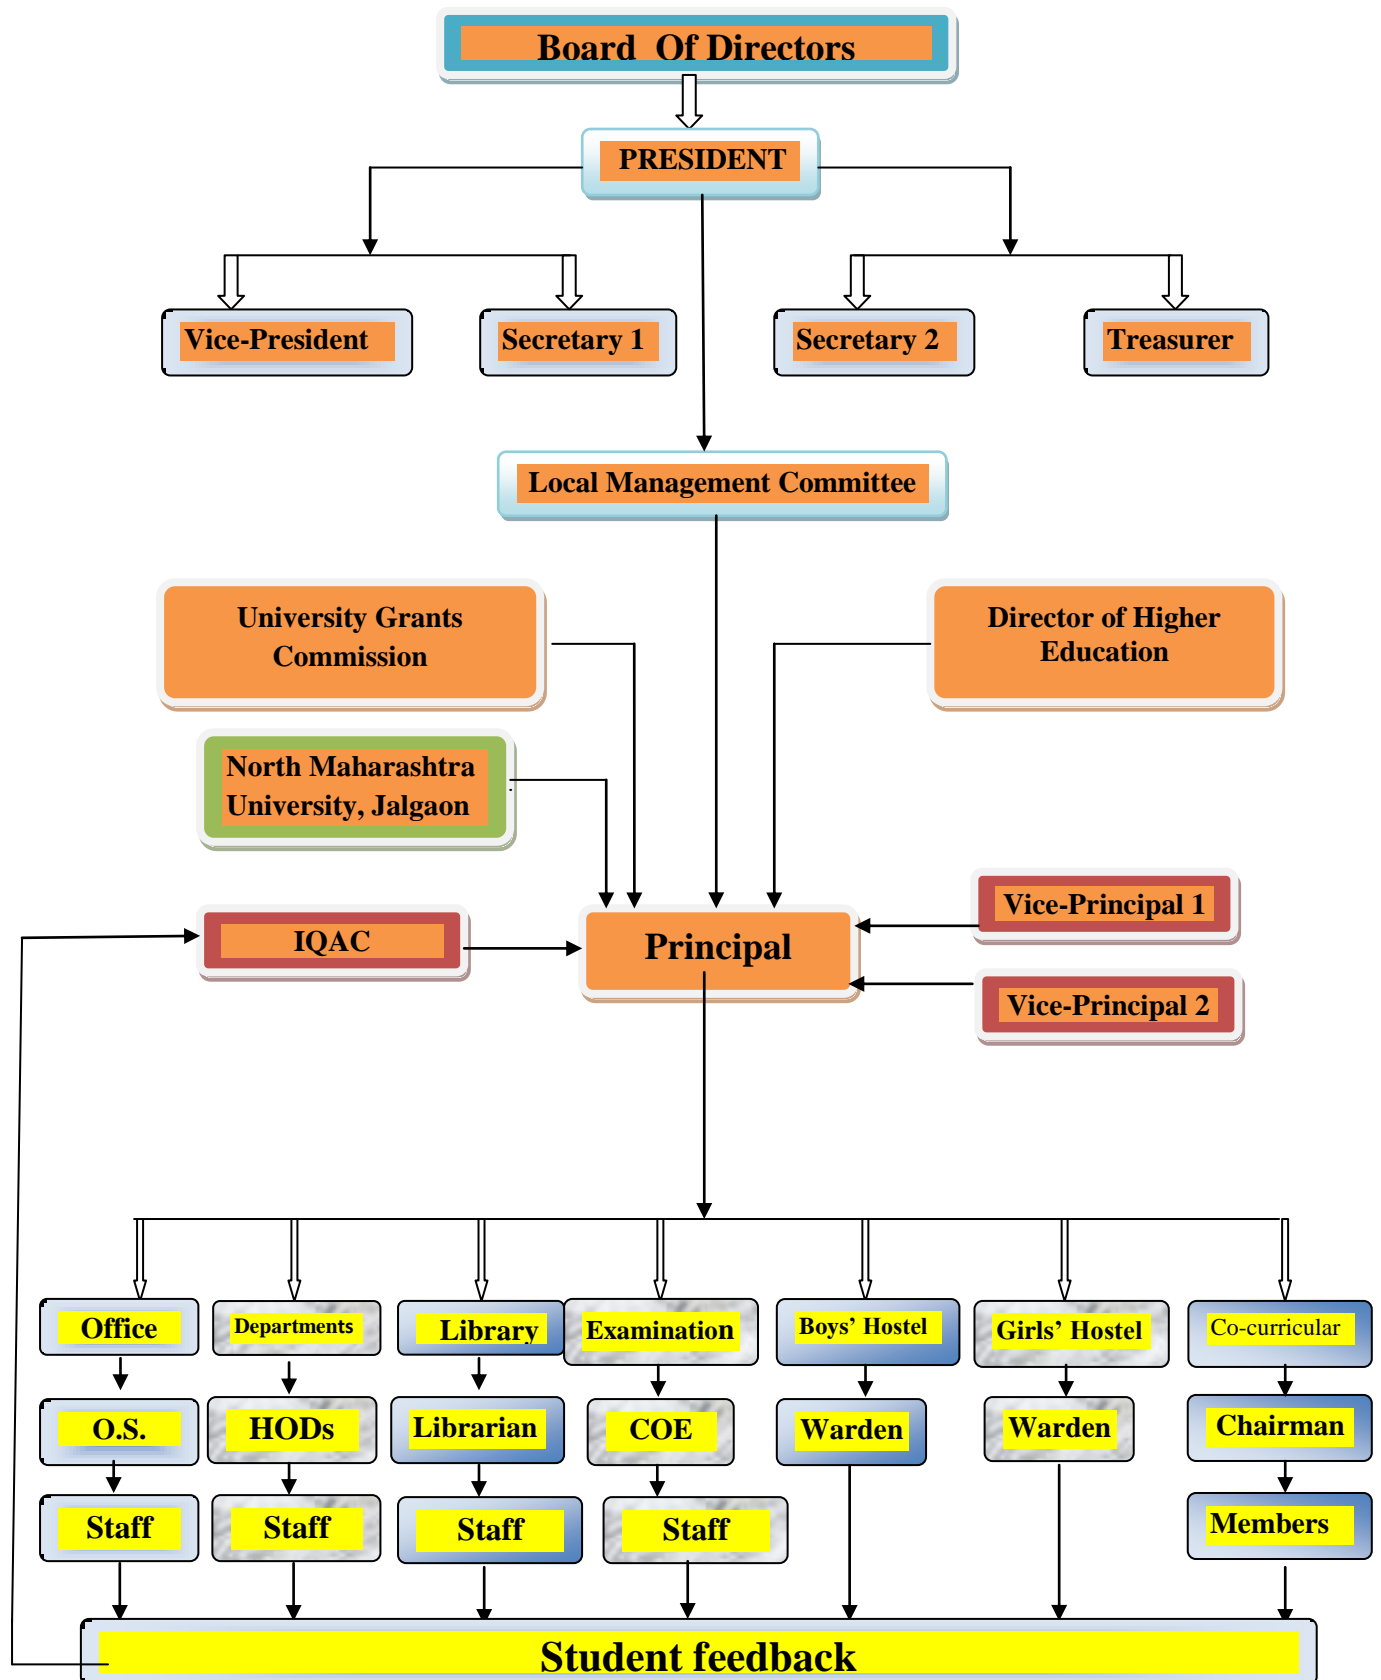 Board Of Directors
PRESIDENT
Vice-President
Secretary 1
Secretary 2
Treasurer
Local Management Committee
University Grants
Commission
Director of Higher
Education
North Maharashtra
University, Jalgaon
.
IQAC
Principal
Vice-Principal 1
Vice-Principal 2
Office
Departments
Library
Examination
Boys’ Hostel
Girls’ Hostel
Co-curricular
O.S.
HODs
Librarian
COE
Warden
Warden
Chairman
Staff
Staff
Staff
Staff
Members
Student feedback